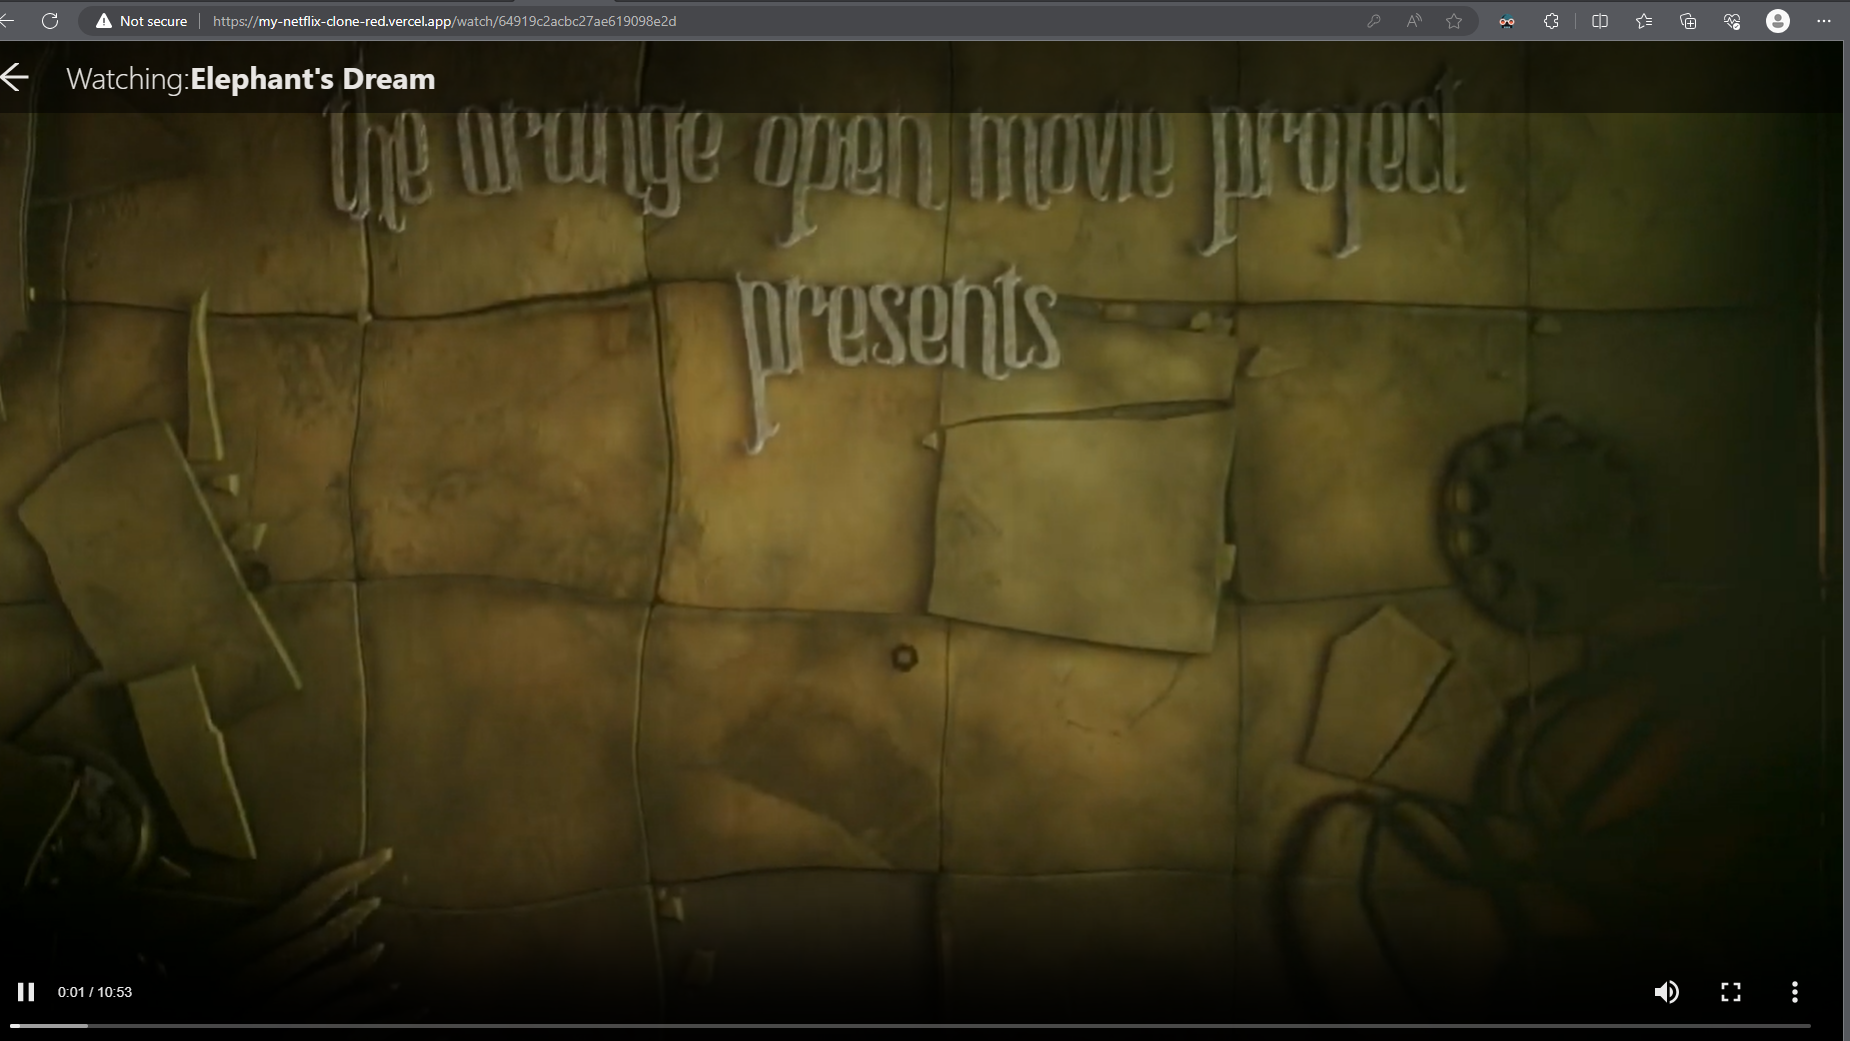 Not secure https://my-netflix-clone-red.vercel.app/watch/64919c2acbc27ae619098e2d
Watching:Elephant's Dream
the orange open movie project
presents
0:01 / 10:53